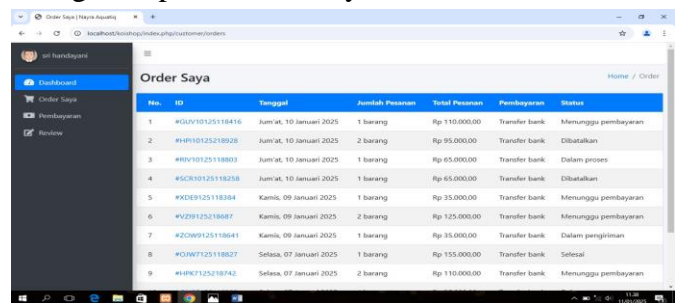 Order Saya | Nayra Aquatiq
localhost/koishop/index.php/customer/orders
sri handayani
Dashboard
Order Saya
Pembayaran
Review
Order Saya
Home / Order
No. ID Tanggal Jumlah Pesanan Total Pesanan Pembayaran Status
1 #GUV10125118416 Jum'at, 10 Januari 2025 1 barang Rp 110.000,00 Transfer bank Menunggu pembayaran
2 #HPI10125218928 Jum'at, 10 Januari 2025 2 barang Rp 95.000,00 Transfer bank Dibatalkan
3 #RIV10125118803 Jum'at, 10 Januari 2025 1 barang Rp 65.000,00 Transfer bank Dalam proses
4 #SCR10125118258 Jum'at, 10 Januari 2025 1 barang Rp 65.000,00 Transfer bank Dibatalkan
5 #XDE9125118384 Kamis, 09 Januari 2025 1 barang Rp 35.000,00 Transfer bank Menunggu pembayaran
6 #VZI9125218687 Kamis, 09 Januari 2025 2 barang Rp 125.000,00 Transfer bank Menunggu pembayaran
7 #ZOW9125118641 Kamis, 09 Januari 2025 1 barang Rp 35.000,00 Transfer bank Dalam pengiriman
8 #OJW7125118827 Selasa, 07 Januari 2025 1 barang Rp 155.000,00 Transfer bank Selesai
9 #HPK7125218742 Selasa, 07 Januari 2025 2 barang Rp 110.000,00 Transfer bank Menunggu pembayaran
11.38
11/01/2025